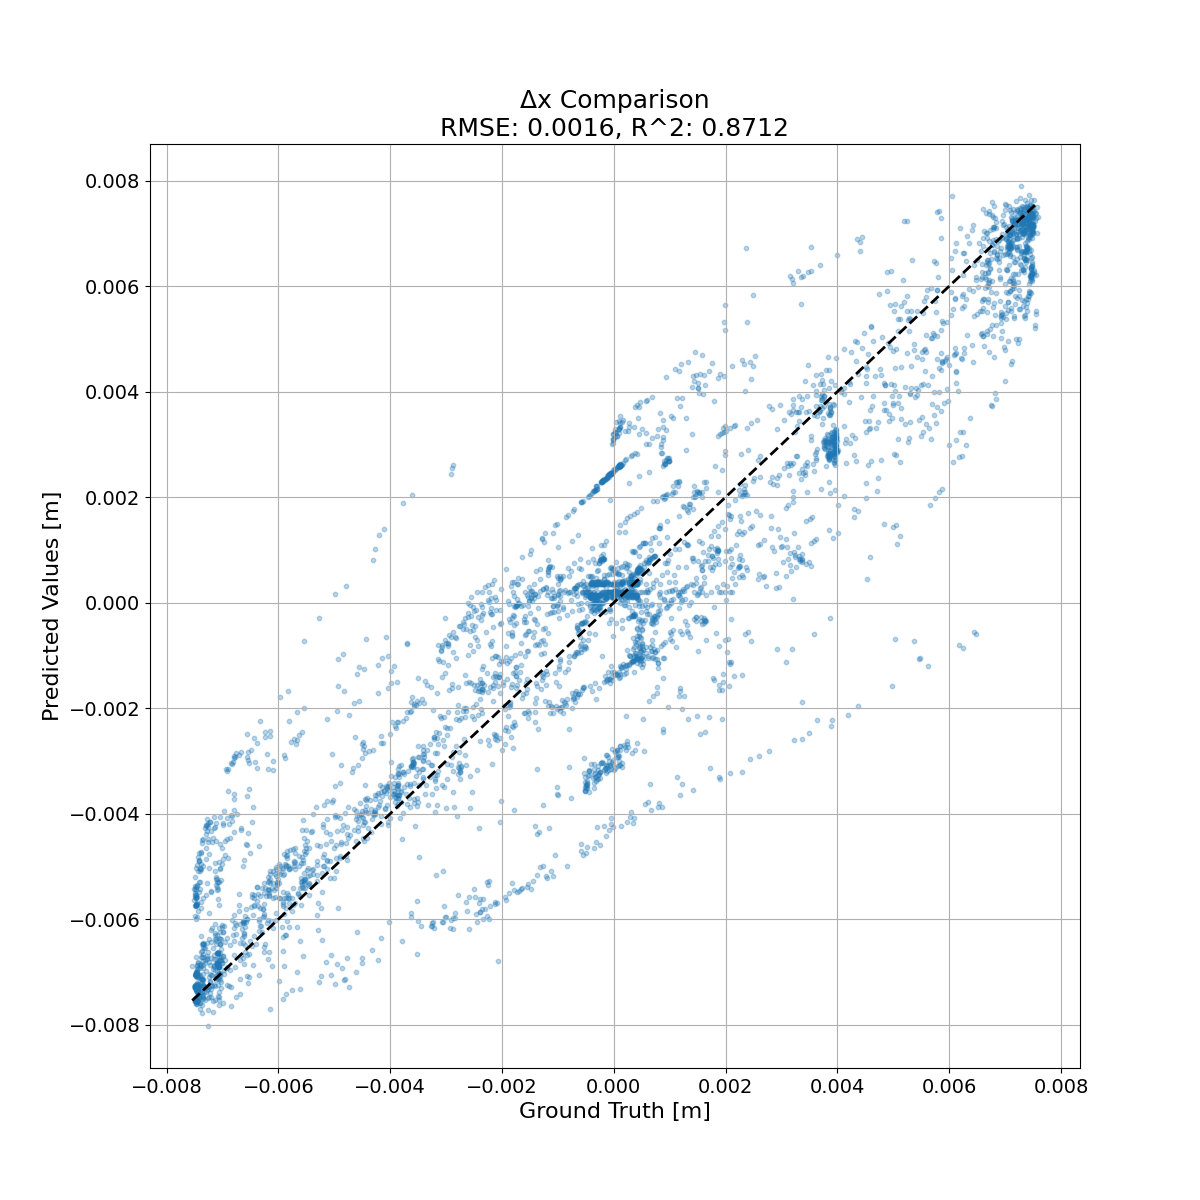 Δx Comparison
RMSE: 0.0016, R^2: 0.8712
Predicted Values [m]
0.008
0.006
0.004
0.002
0.000
−0.002
−0.004
−0.006
−0.008
−0.008 −0.006 −0.004 −0.002 0.000 0.002 0.004 0.006 0.008
Ground Truth [m]